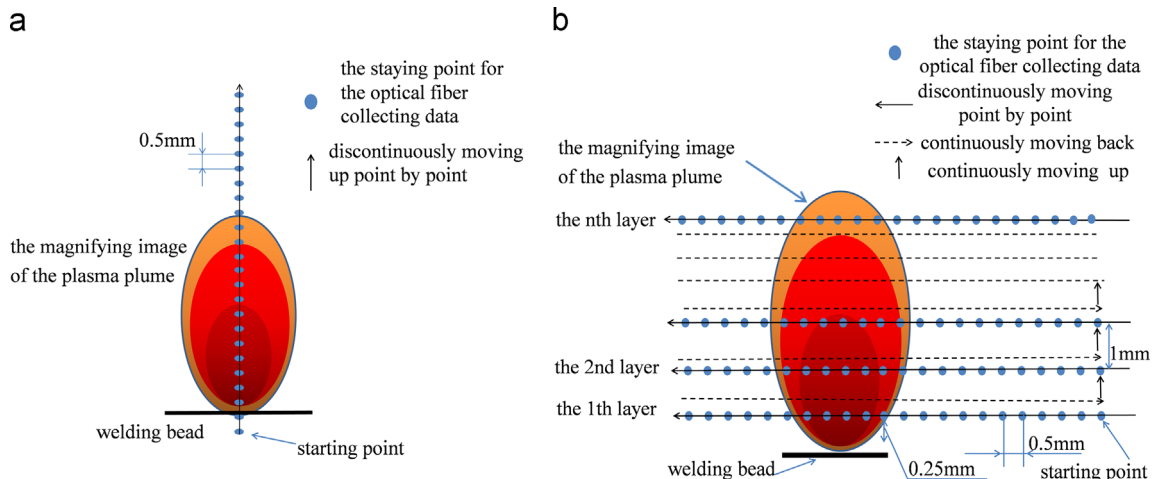 a
the staying point for
the optical fiber
collecting data
0.5mm
discontinuously moving
up point by point
the magnifying image
of the plasma plume
welding bead
starting point
b
the staying point for the
optical fiber collecting data
discontinuously moving
point by point
continuously moving back
continuously moving up
the magnifying image
of the plasma plume
the nth layer
1mm
the 2nd layer
the 1th layer
0.5mm
0.25mm
welding bead
starting point